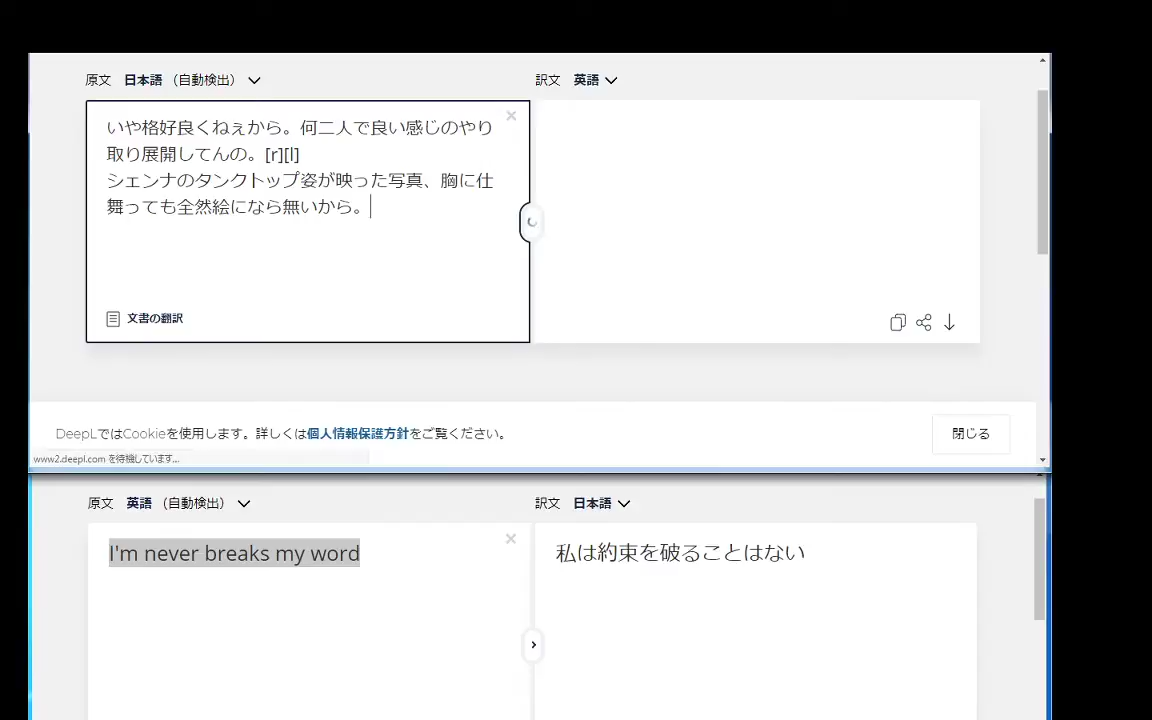 原文 日本語 （自動検出） 訳文 英語
いや格好良くねぇから。何二人で良い感じのやり
取り展開してんの。[r][l]
シェンナのタンクトップ姿が映った写真、胸に仕
舞っても全然絵になら無いから。
文書の翻訳
DeepLではCookieを使用します。詳しくは個人情報保護方針をご覧ください。 閉じる
www2.deepl.com を待機しています...
原文 英語 （自動検出） 訳文 日本語
I'm never breaks my word 私は約束を破ることはない